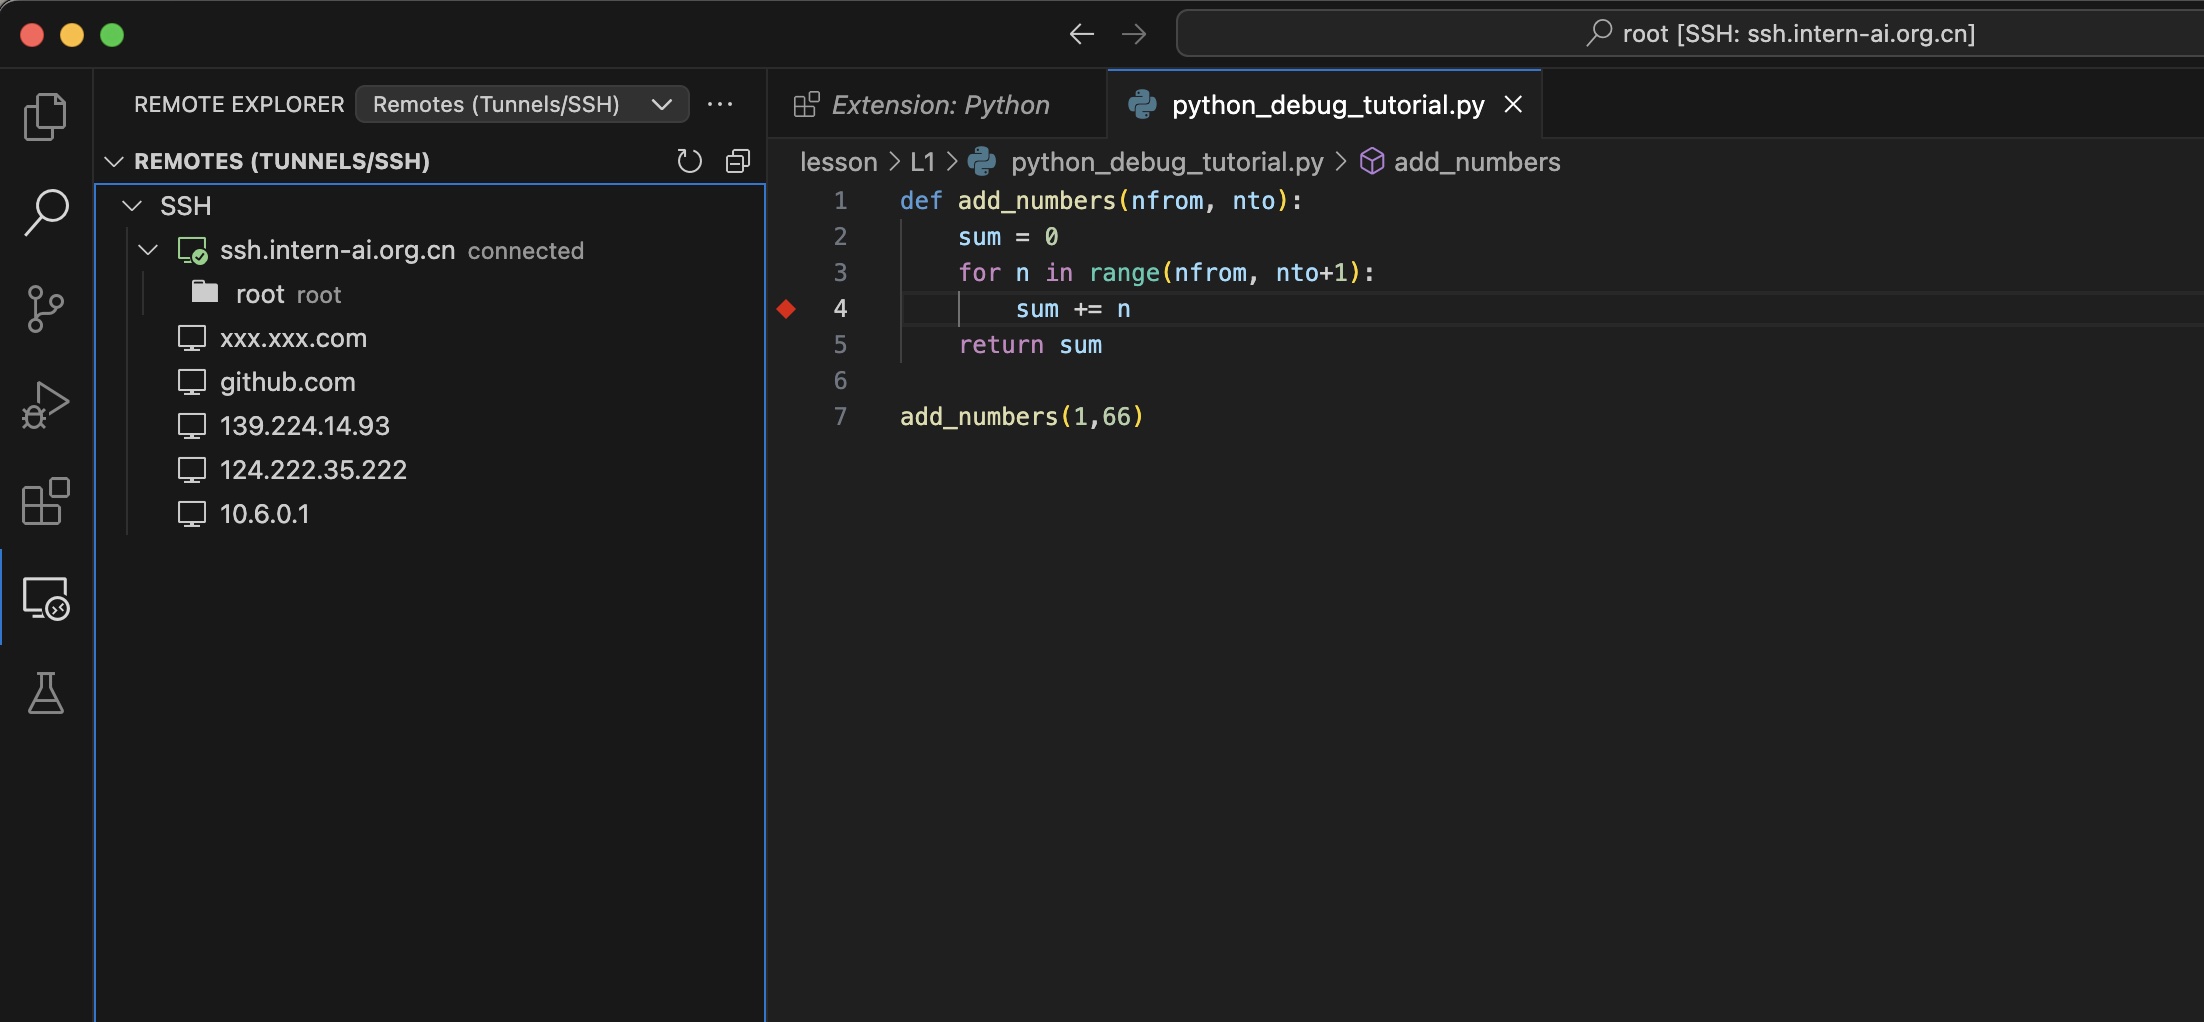 root [SSH: ssh.intern-ai.org.cn]
REMOTE EXPLORER Remotes (Tunnels/SSH)
REMOTES (TUNNELS/SSH)
SSH
ssh.intern-ai.org.cn connected
root root
xxx.xxx.com
github.com
139.224.14.93
124.222.35.222
10.6.0.1
Extension: Python python_debug_tutorial.py
lesson > L1 > python_debug_tutorial.py > add_numbers
1 def add_numbers(nfrom, nto):
2     sum = 0
3     for n in range(nfrom, nto+1):
4         sum += n
5     return sum
6
7 add_numbers(1,66)